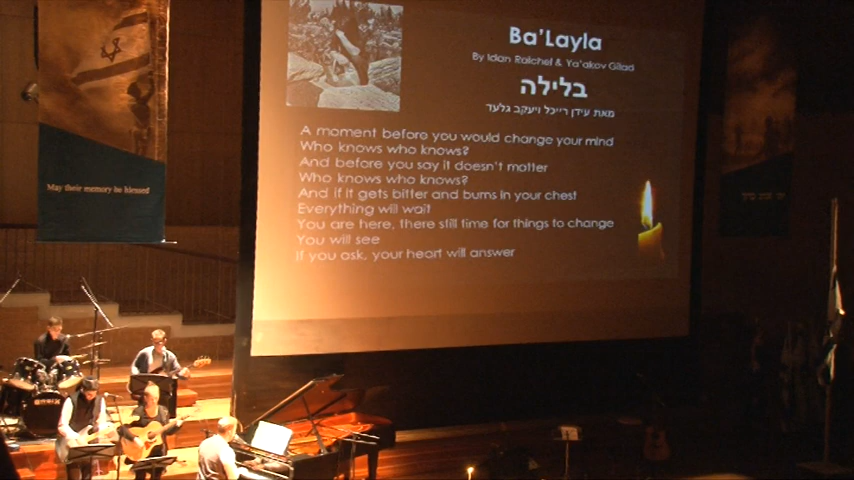 May their memory be blessed
Ba'Layla
By Idan Raichel & Ya'akov Gilad
בלילה
מאת עידן רייכל ויעקב גלעד
A moment before you would change your mind
Who knows who knows?
And before you say it doesn't matter
Who knows who knows?
And if it gets bitter and burns in your chest
Everything will wait
You are here, there still time for things to change
You will see
If you ask, your heart will answer
יהי זכרם ברוך